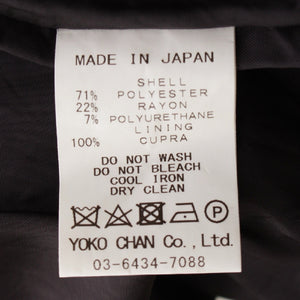 MADE IN JAPAN
SHELL
71% POLYESTER
22% RAYON
7% POLYURETHANE
LINING
100% CUPRA
DO NOT WASH
DO NOT BLEACH
COOL IRON
DRY CLEAN
YOKO CHAN Co., Ltd.
03-6434-7088